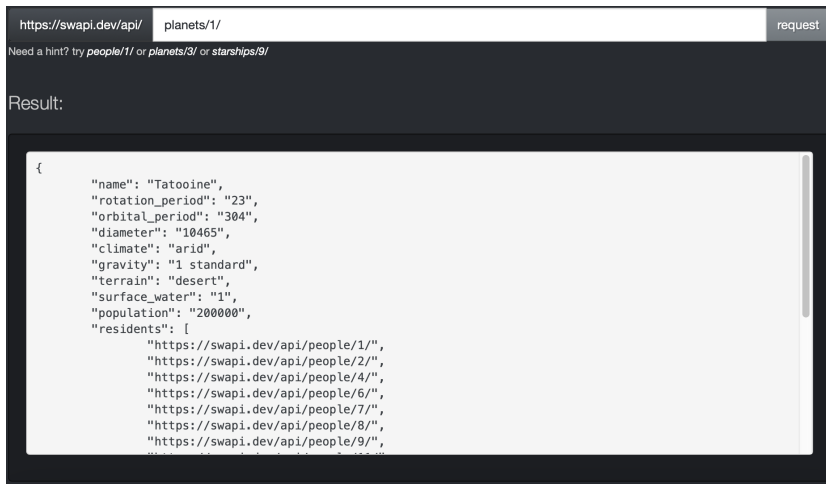 https://swapi.dev/api/ planets/1/ request
Need a hint? try people/1/ or planets/3/ or starships/9/
Result:
{
"name": "Tatooine",
"rotation_period": "23",
"orbital_period": "304",
"diameter": "10465",
"climate": "arid",
"gravity": "1 standard",
"terrain": "desert",
"surface_water": "1",
"population": "200000",
"residents": [
"https://swapi.dev/api/people/1/",
"https://swapi.dev/api/people/2/",
"https://swapi.dev/api/people/4/",
"https://swapi.dev/api/people/6/",
"https://swapi.dev/api/people/7/",
"https://swapi.dev/api/people/8/",
"https://swapi.dev/api/people/9/",